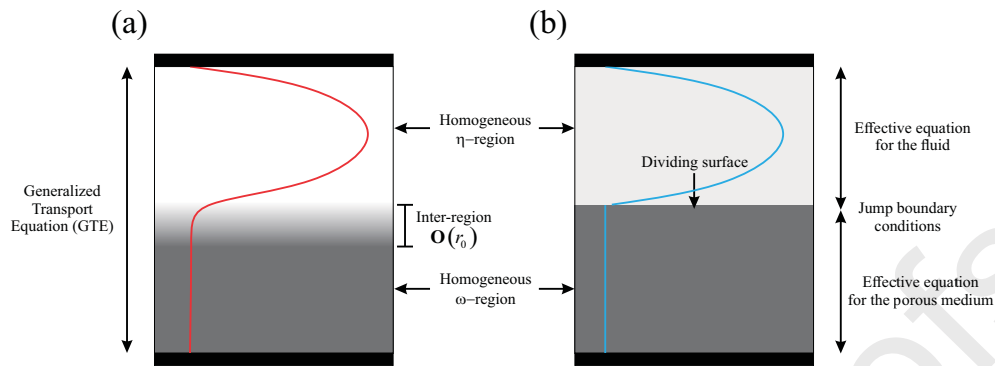 (a)
(b)
Generalized
Transport
Equation (GTE)
Homogeneous
η−region
Inter-region
O(r₀)
Homogeneous
ω−region
Dividing surface
Effective equation
for the fluid
Jump boundary
conditions
Effective equation
for the porous medium